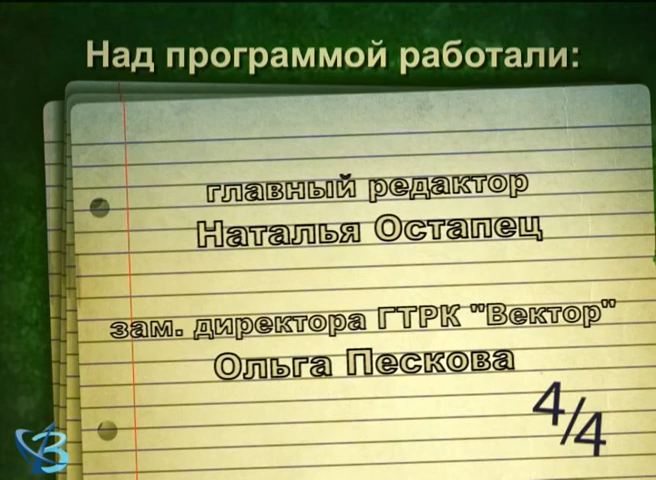 Над программой работали:
главный редактор
Наталья Остапец
зам. директора ГТРК "Вектор"
Ольга Пескова
4/4